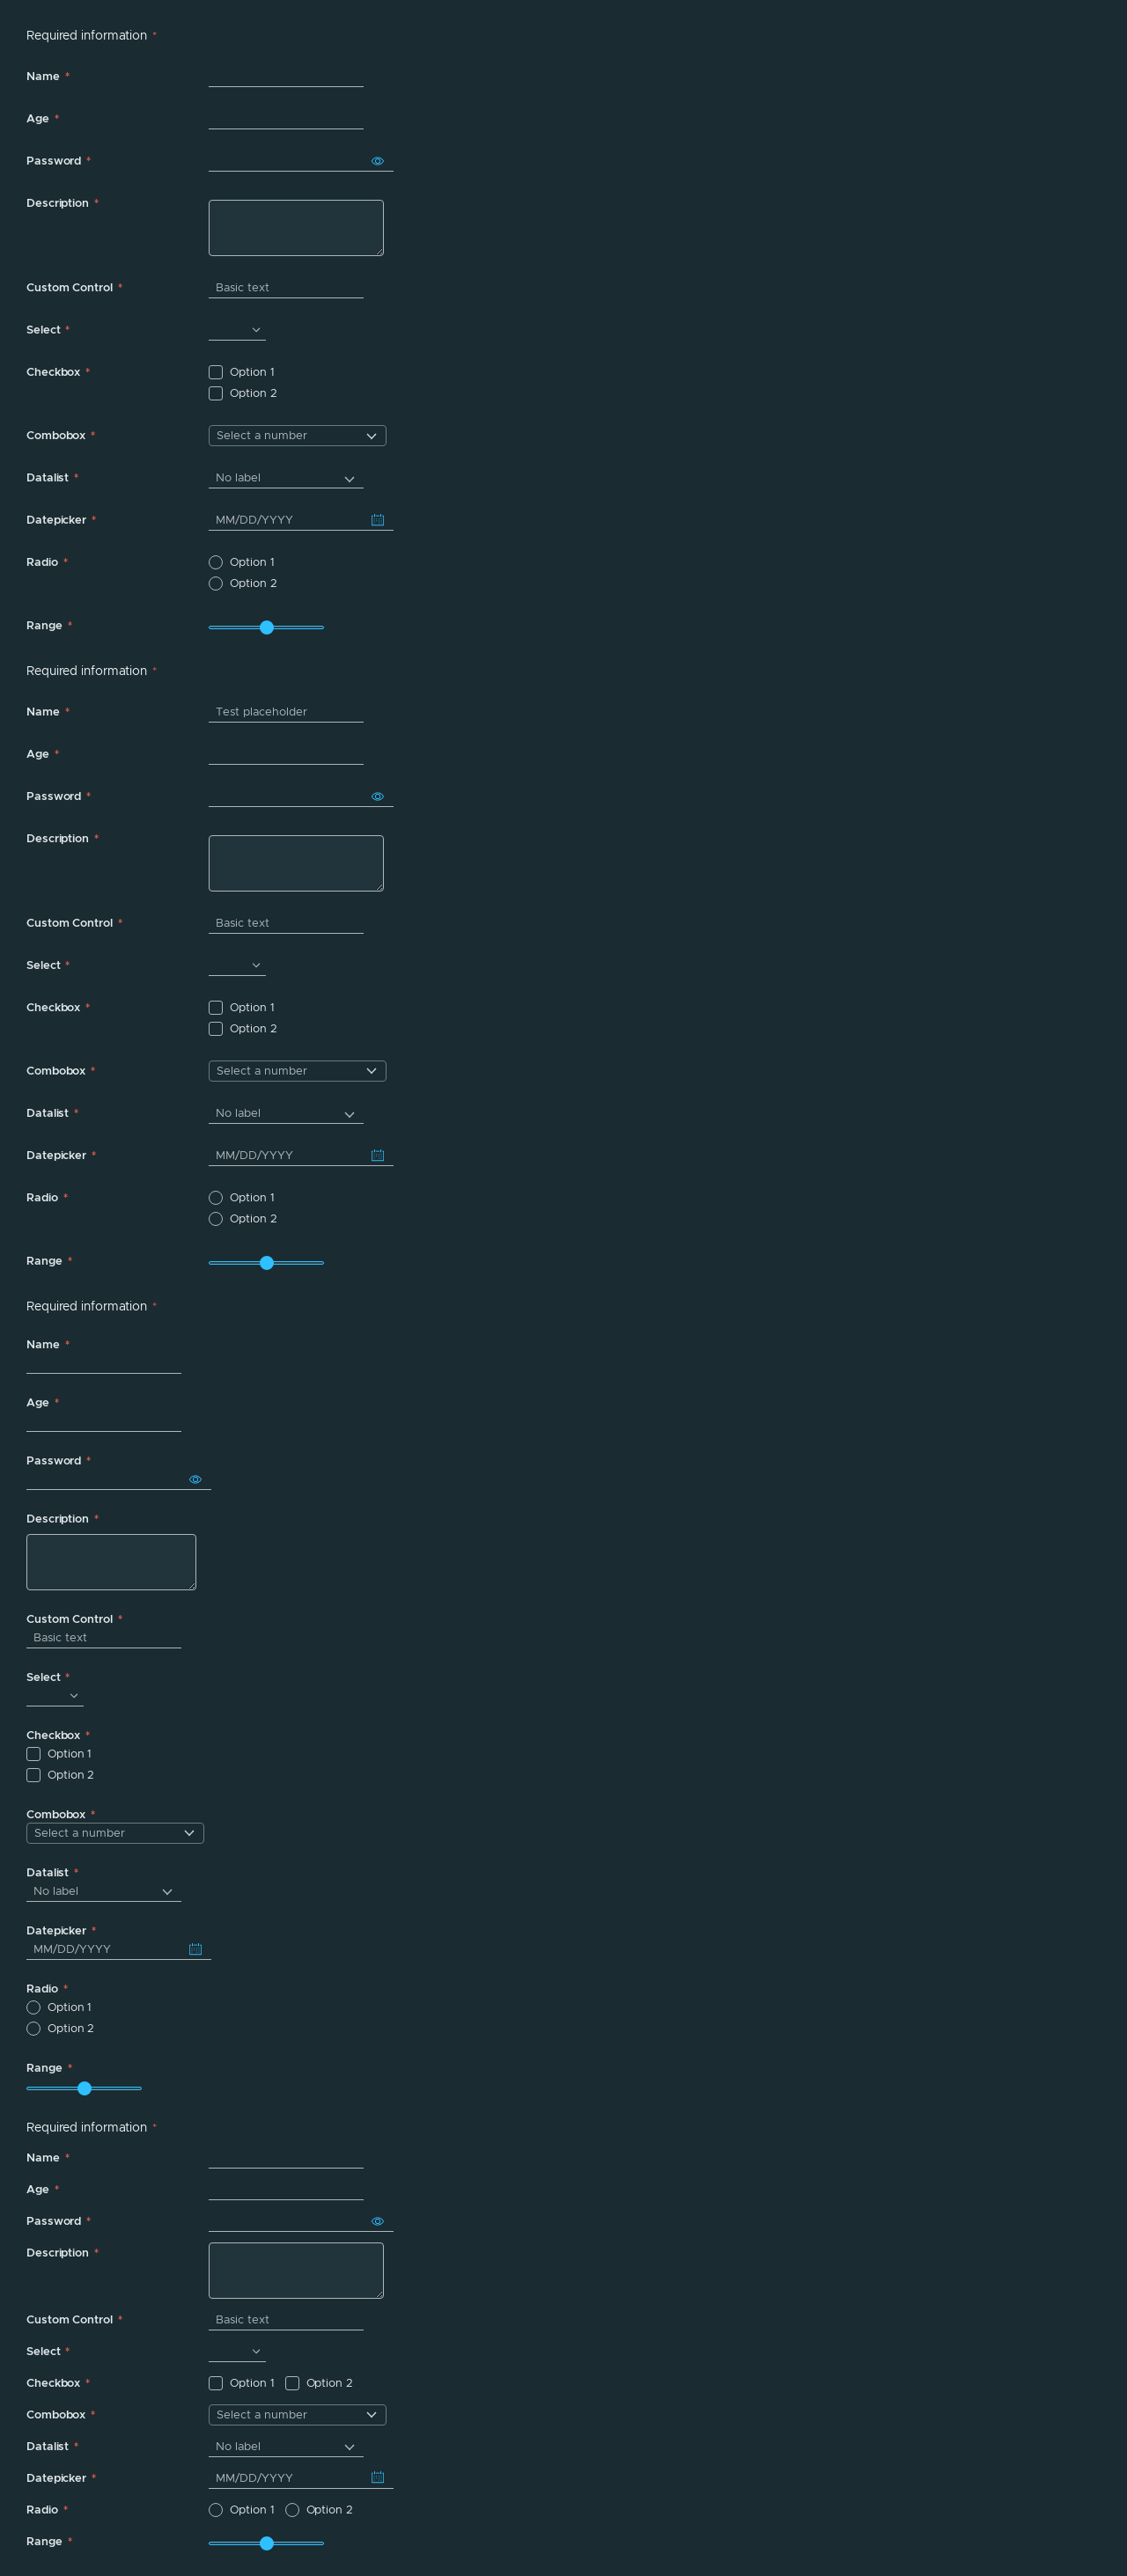 Required information *
Name *
Age *
Password *
Description *
Custom Control * Basic text
Select *
Checkbox * Option 1
Option 2
Combobox * Select a number
Datalist * No label
Datepicker * MM/DD/YYYY
Radio * Option 1
Option 2
Range *
Required information *
Name * Test placeholder
Age *
Password *
Description *
Custom Control * Basic text
Select *
Checkbox * Option 1
Option 2
Combobox * Select a number
Datalist * No label
Datepicker * MM/DD/YYYY
Radio * Option 1
Option 2
Range *
Required information *
Name *
Age *
Password *
Description *
Custom Control *
Basic text
Select *
Checkbox *
Option 1
Option 2
Combobox *
Select a number
Datalist *
No label
Datepicker *
MM/DD/YYYY
Radio *
Option 1
Option 2
Range *
Required information *
Name *
Age *
Password *
Description *
Custom Control * Basic text
Select *
Checkbox * Option 1 Option 2
Combobox * Select a number
Datalist * No label
Datepicker * MM/DD/YYYY
Radio * Option 1 Option 2
Range *